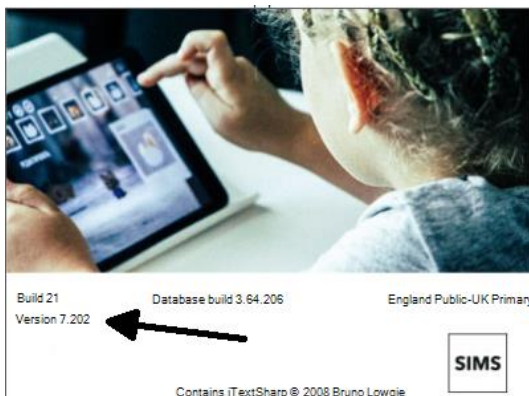 Build 21 Database build 3.64.206 England Public-UK Primary
Version 7.202
SIMS
Contains iTextSharp © 2008 Bruno Lowgie